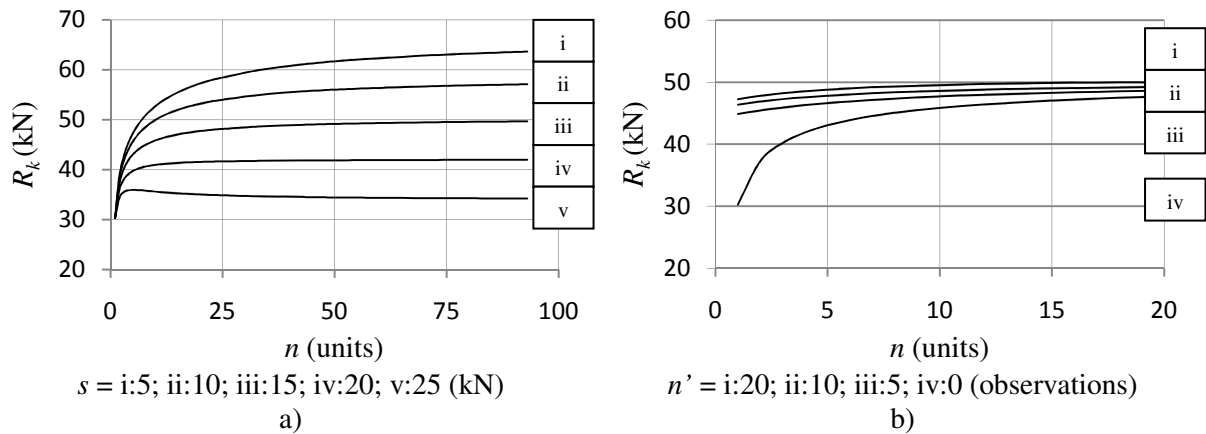 70
60
50
40
30
20
R_k (kN)
0
25
50
75
100
n (units)
i
ii
iii
iv
v
s = i:5; ii:10; iii:15; iv:20; v:25 (kN)
a)
60
50
40
30
20
R_k (kN)
0
5
10
15
20
n (units)
i
ii
iii
iv
n’ = i:20; ii:10; iii:5; iv:0 (observations)
b)